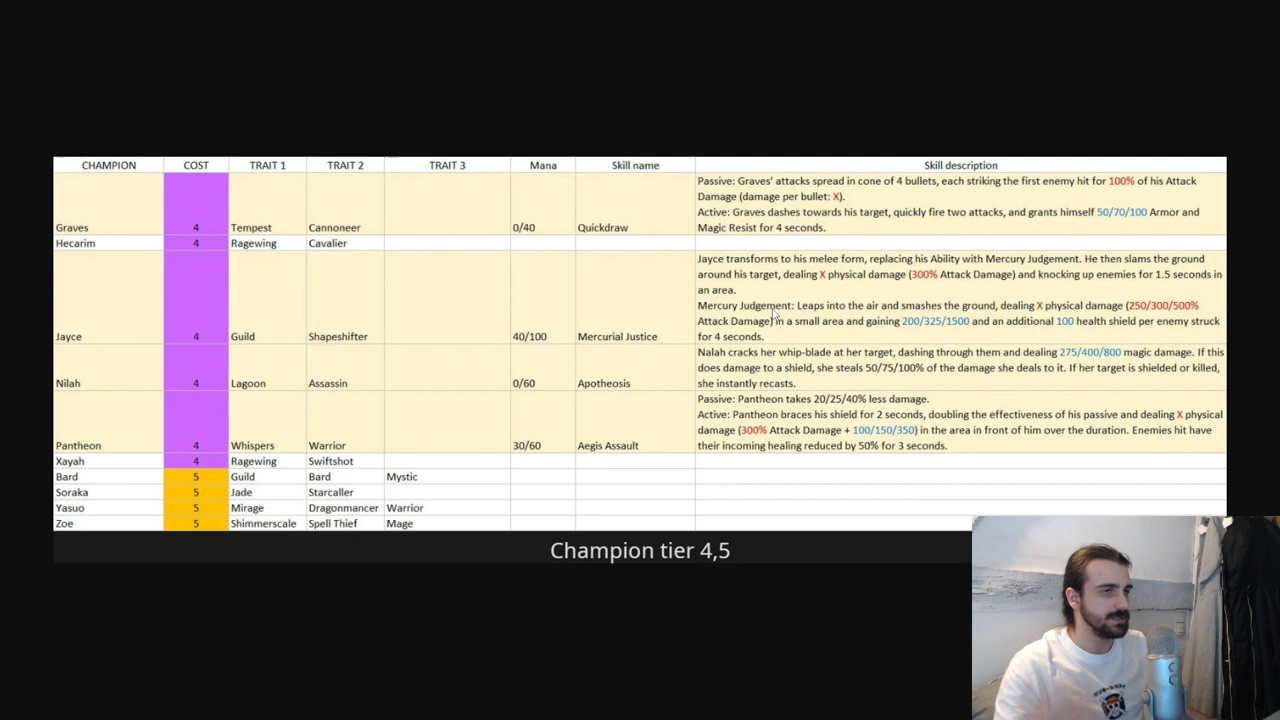 CHAMPION COST TRAIT 1 TRAIT 2 TRAIT 3 Mana Skill name Skill description
Passive: Graves' attacks spread in cone of 4 bullets, each striking the first enemy hit for 100% of his Attack
Damage (damage per bullet: X).
Active: Graves dashes towards his target, quickly fire two attacks, and grants himself 50/70/100 Armor and
Graves 4 Tempest Cannoneer 0/40 Quickdraw Magic Resist for 4 seconds.
Hecarim 4 Ragewing Cavalier
Jayce transforms to his melee form, replacing his Ability with Mercury Judgement. He then slams the ground
around his target, dealing X physical damage (300% Attack Damage) and knocking up enemies for 1.5 seconds in
an area.
Mercury Judgement: Leaps into the air and smashes the ground, dealing X physical damage (250/300/500%
Attack Damage) in a small area and gaining 200/325/1500 and an additional 100 health shield per enemy struck
Jayce 4 Guild Shapeshifter 40/100 Mercurial Justice for 4 seconds.
Nalah cracks her whip-blade at her target, dashing through them and dealing 275/400/800 magic damage. If this
does damage to a shield, she steals 50/75/100% of the damage she deals to it. If her target is shielded or killed,
Nilah 4 Lagoon Assassin 0/60 Apotheosis she instantly recasts.
Passive: Pantheon takes 20/25/40% less damage.
Active: Pantheon braces his shield for 2 seconds, doubling the effectiveness of his passive and dealing X physical
damage (300% Attack Damage + 100/150/350) in the area in front of him over the duration. Enemies hit have
Pantheon 4 Whispers Warrior 30/60 Aegis Assault their incoming healing reduced by 50% for 3 seconds.
Xayah 4 Ragewing Swiftshot
Bard 5 Guild Bard Mystic
Soraka 5 Jade Starcaller
Yasuo 5 Mirage Dragonmancer Warrior
Zoe 5 Shimmerscale Spell Thief Mage
Champion tier 4,5